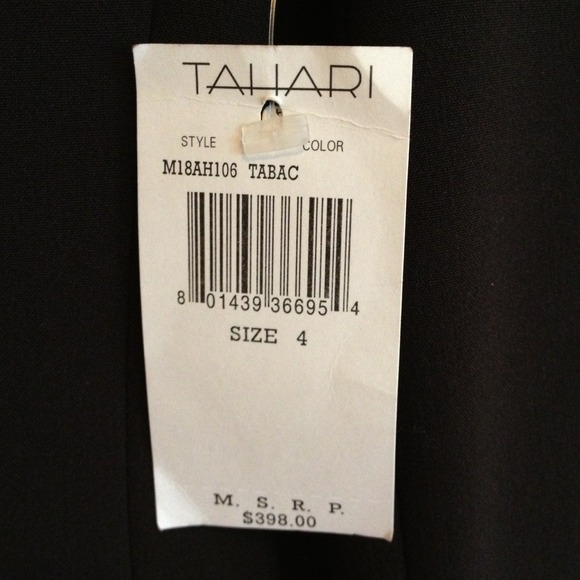 TAHARI
STYLE COLOR
M18AH106 TABAC
8 01439 36695 4
SIZE 4
M. S. R. P.
$398.00